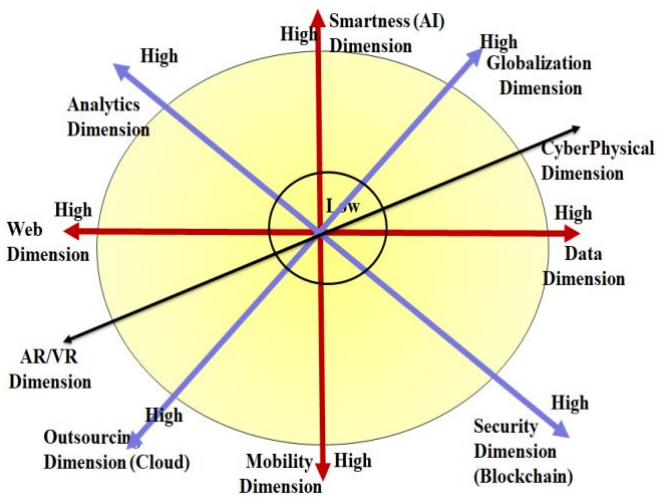 Smartness (AI)
High
Dimension
High
Globalization
Dimension
High
Analytics
Dimension
CyberPhysical
Dimension
Low
High
Web
Dimension
High
Data
Dimension
AR/VR
Dimension
High
Outsourcing
Dimension (Cloud)
Mobility
Dimension
High
High
Security
Dimension
(Blockchain)